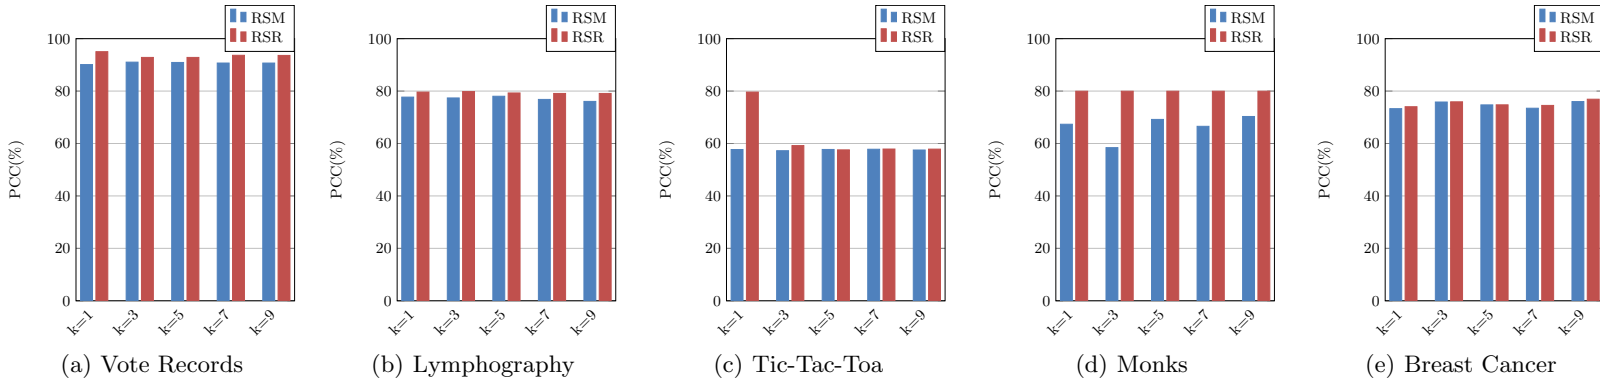 RSM
RSR
100
80
60
40
20
0
PCC(%)
k=1
k=3
k=5
k=7
k=9
(a) Vote Records
RSM
RSR
100
80
60
40
20
0
PCC(%)
k=1
k=3
k=5
k=7
k=9
(b) Lymphography
RSM
RSR
100
80
60
40
20
0
PCC(%)
k=1
k=3
k=5
k=7
k=9
(c) Tic-Tac-Toa
RSM
RSR
100
80
60
40
20
0
PCC(%)
k=1
k=3
k=5
k=7
k=9
(d) Monks
RSM
RSR
100
80
60
40
20
0
PCC(%)
k=1
k=3
k=5
k=7
k=9
(e) Breast Cancer